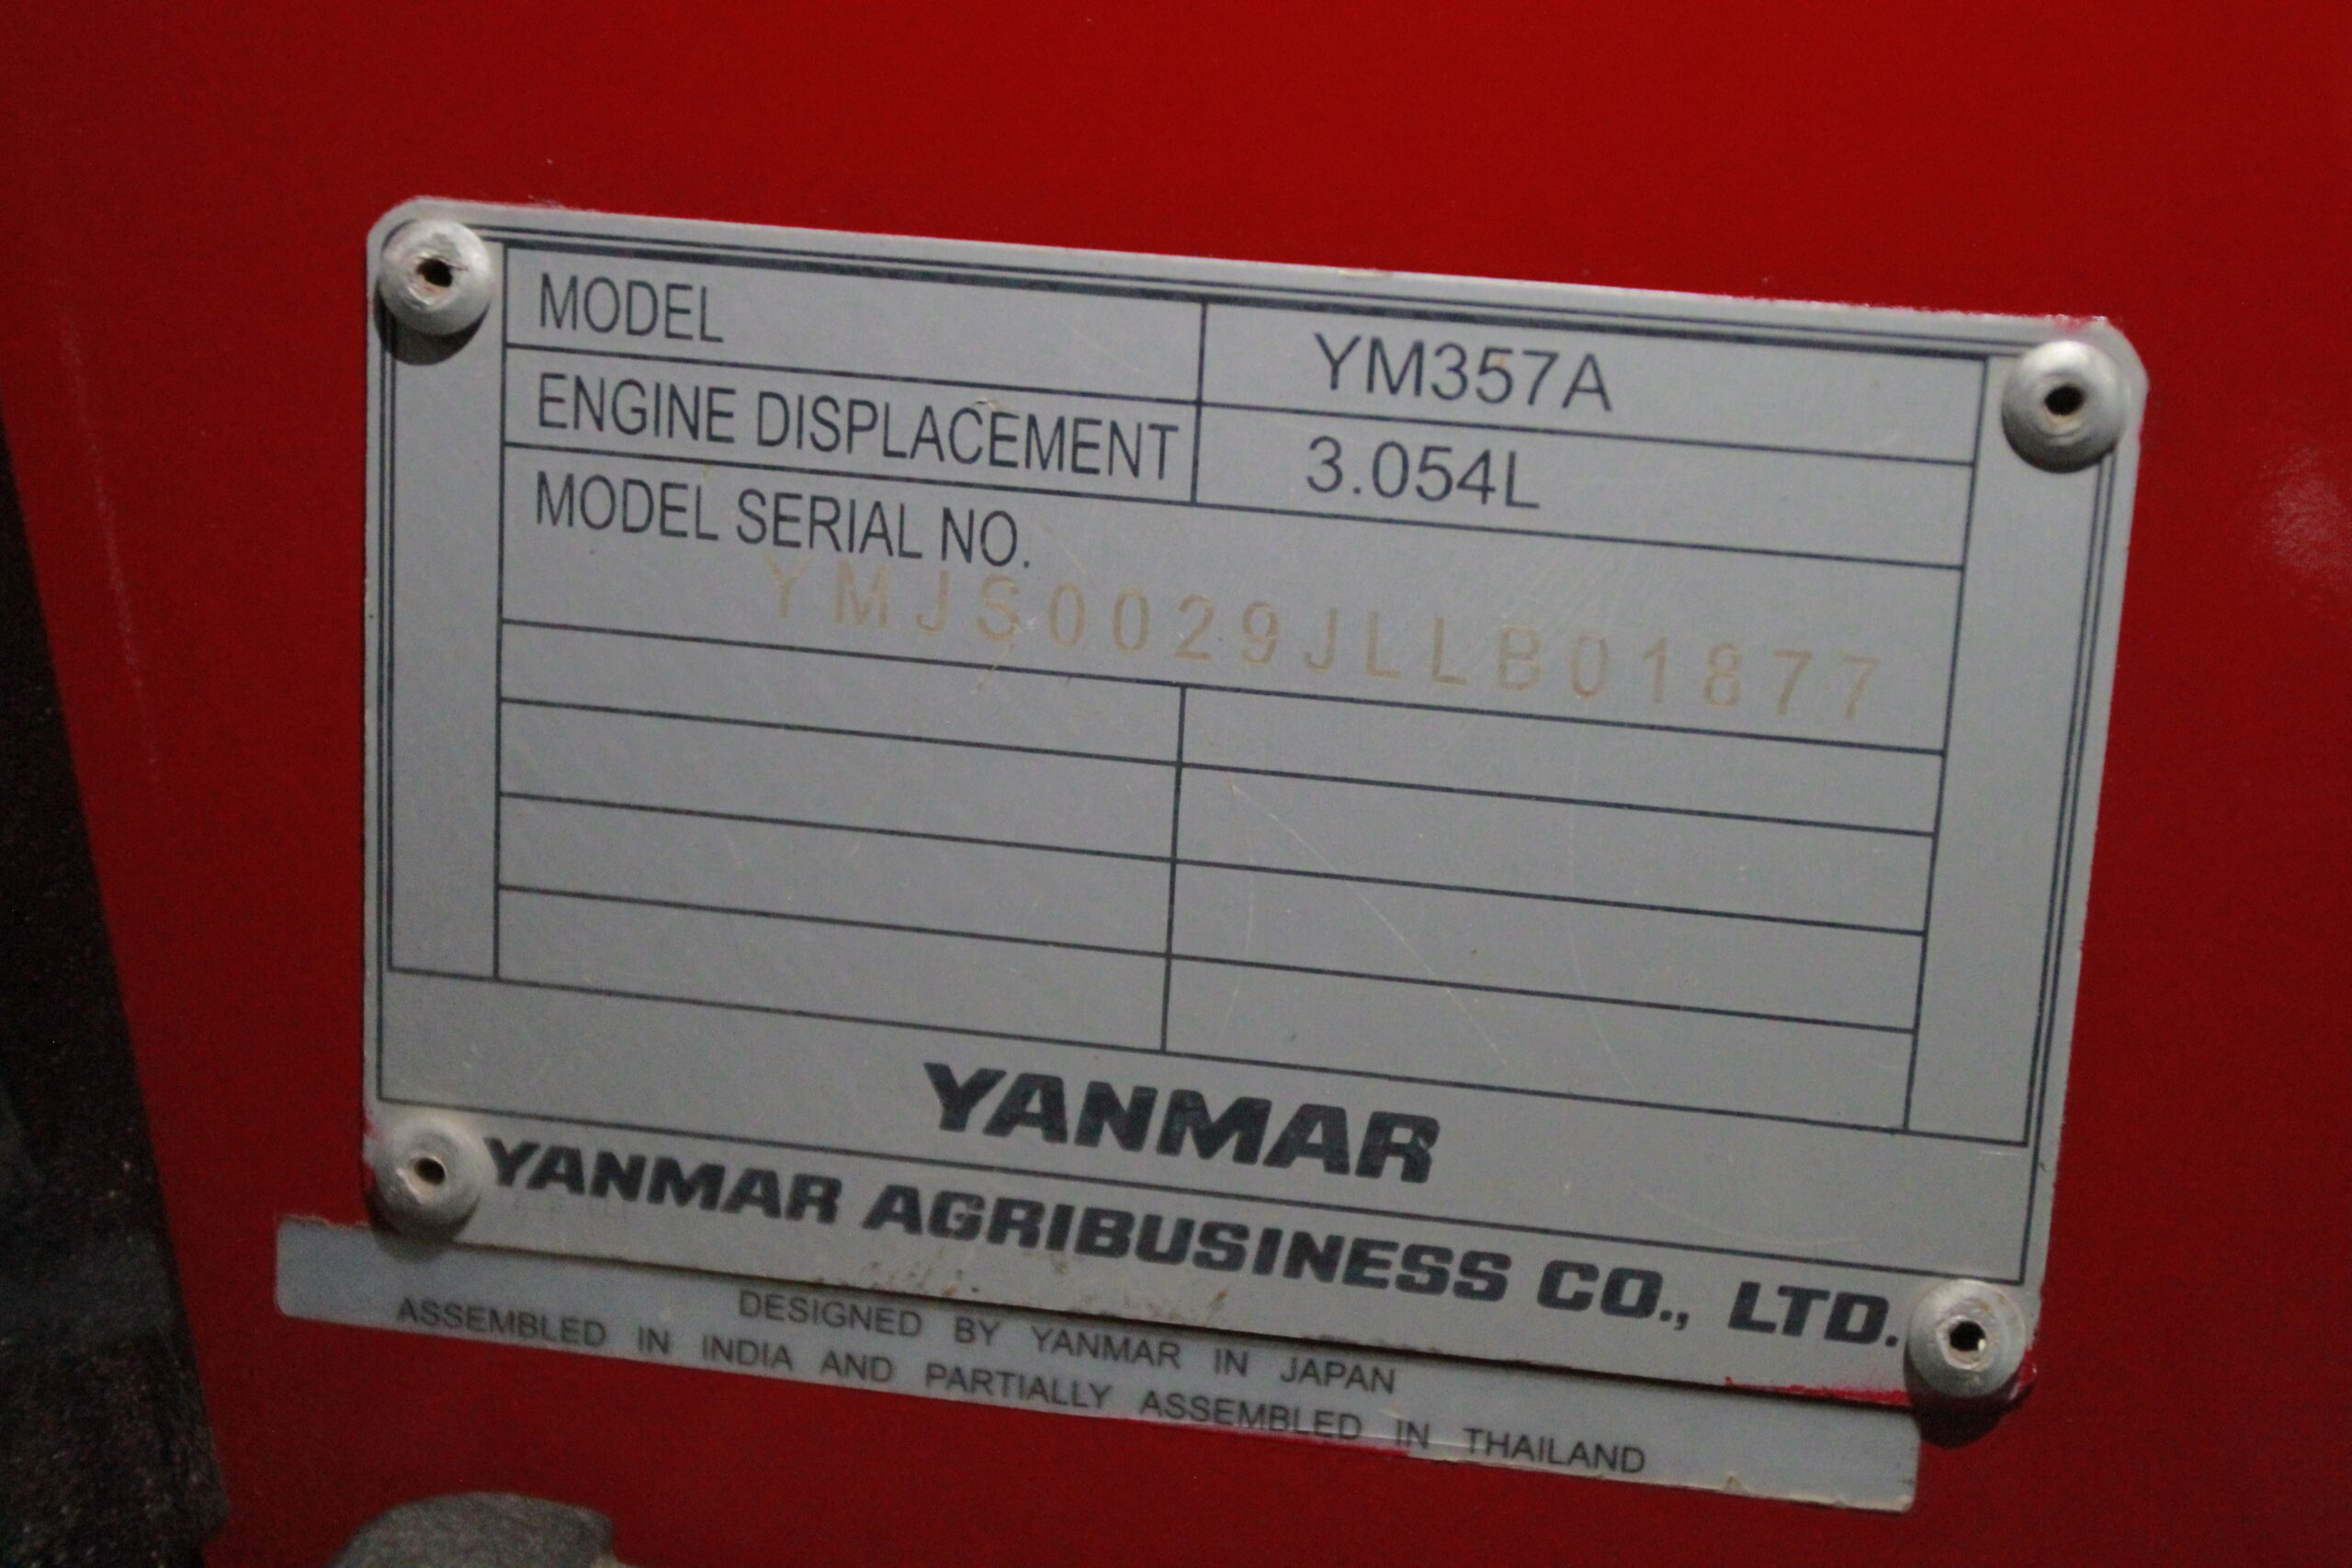 MODEL YM357A
ENGINE DISPLACEMENT 3.054L
MODEL SERIAL NO.
YMJS0029JLLB01877
YANMAR
YANMAR AGRIBUSINESS CO., LTD.
DESIGNED BY YANMAR IN JAPAN
ASSEMBLED IN INDIA AND PARTIALLY ASSEMBLED IN THAILAND